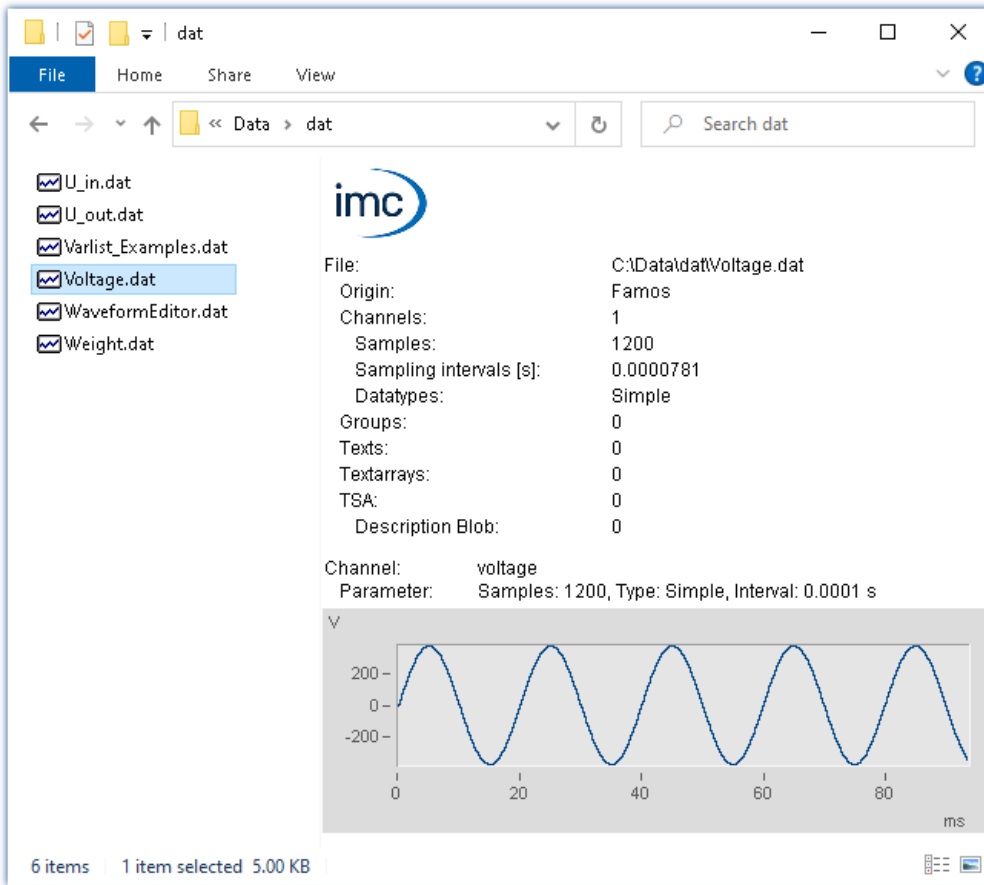 dat
File Home Share View ?
« Data › dat
Search dat
U_in.dat
U_out.dat
Varlist_Examples.dat
Voltage.dat
WaveformEditor.dat
Weight.dat
imc
File: C:\Data\dat\Voltage.dat
Origin: Famos
Channels: 1
Samples: 1200
Sampling intervals [s]: 0.0000781
Datatypes: Simple
Groups: 0
Texts: 0
Textarrays: 0
TSA: 0
Description Blob: 0
Channel: voltage
Parameter: Samples: 1200, Type: Simple, Interval: 0.0001 s
V
200
0
-200
0 20 40 60 80
ms
6 items 1 item selected 5.00 KB